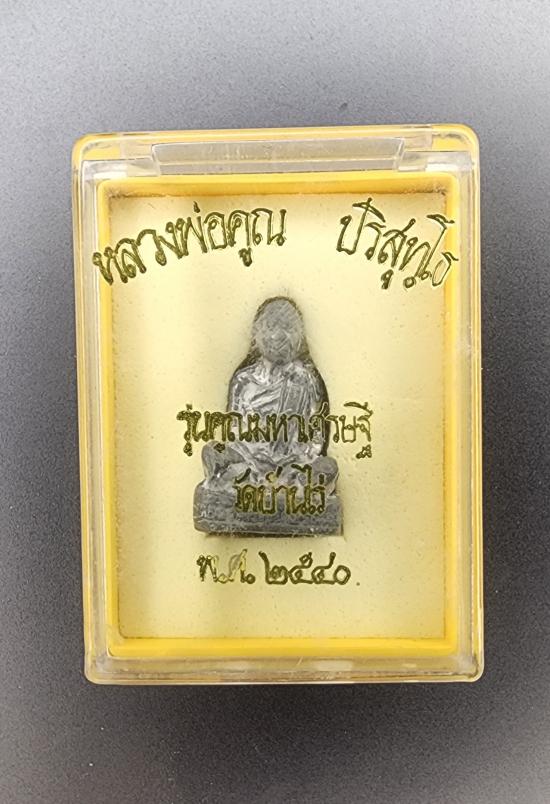 หลวงพ่อคูณ ปริสุทฺโธ
รุ่นคูณมหาเศรษฐี
วัดบ้านไร่
พ.ศ. ๒๕๔๐.